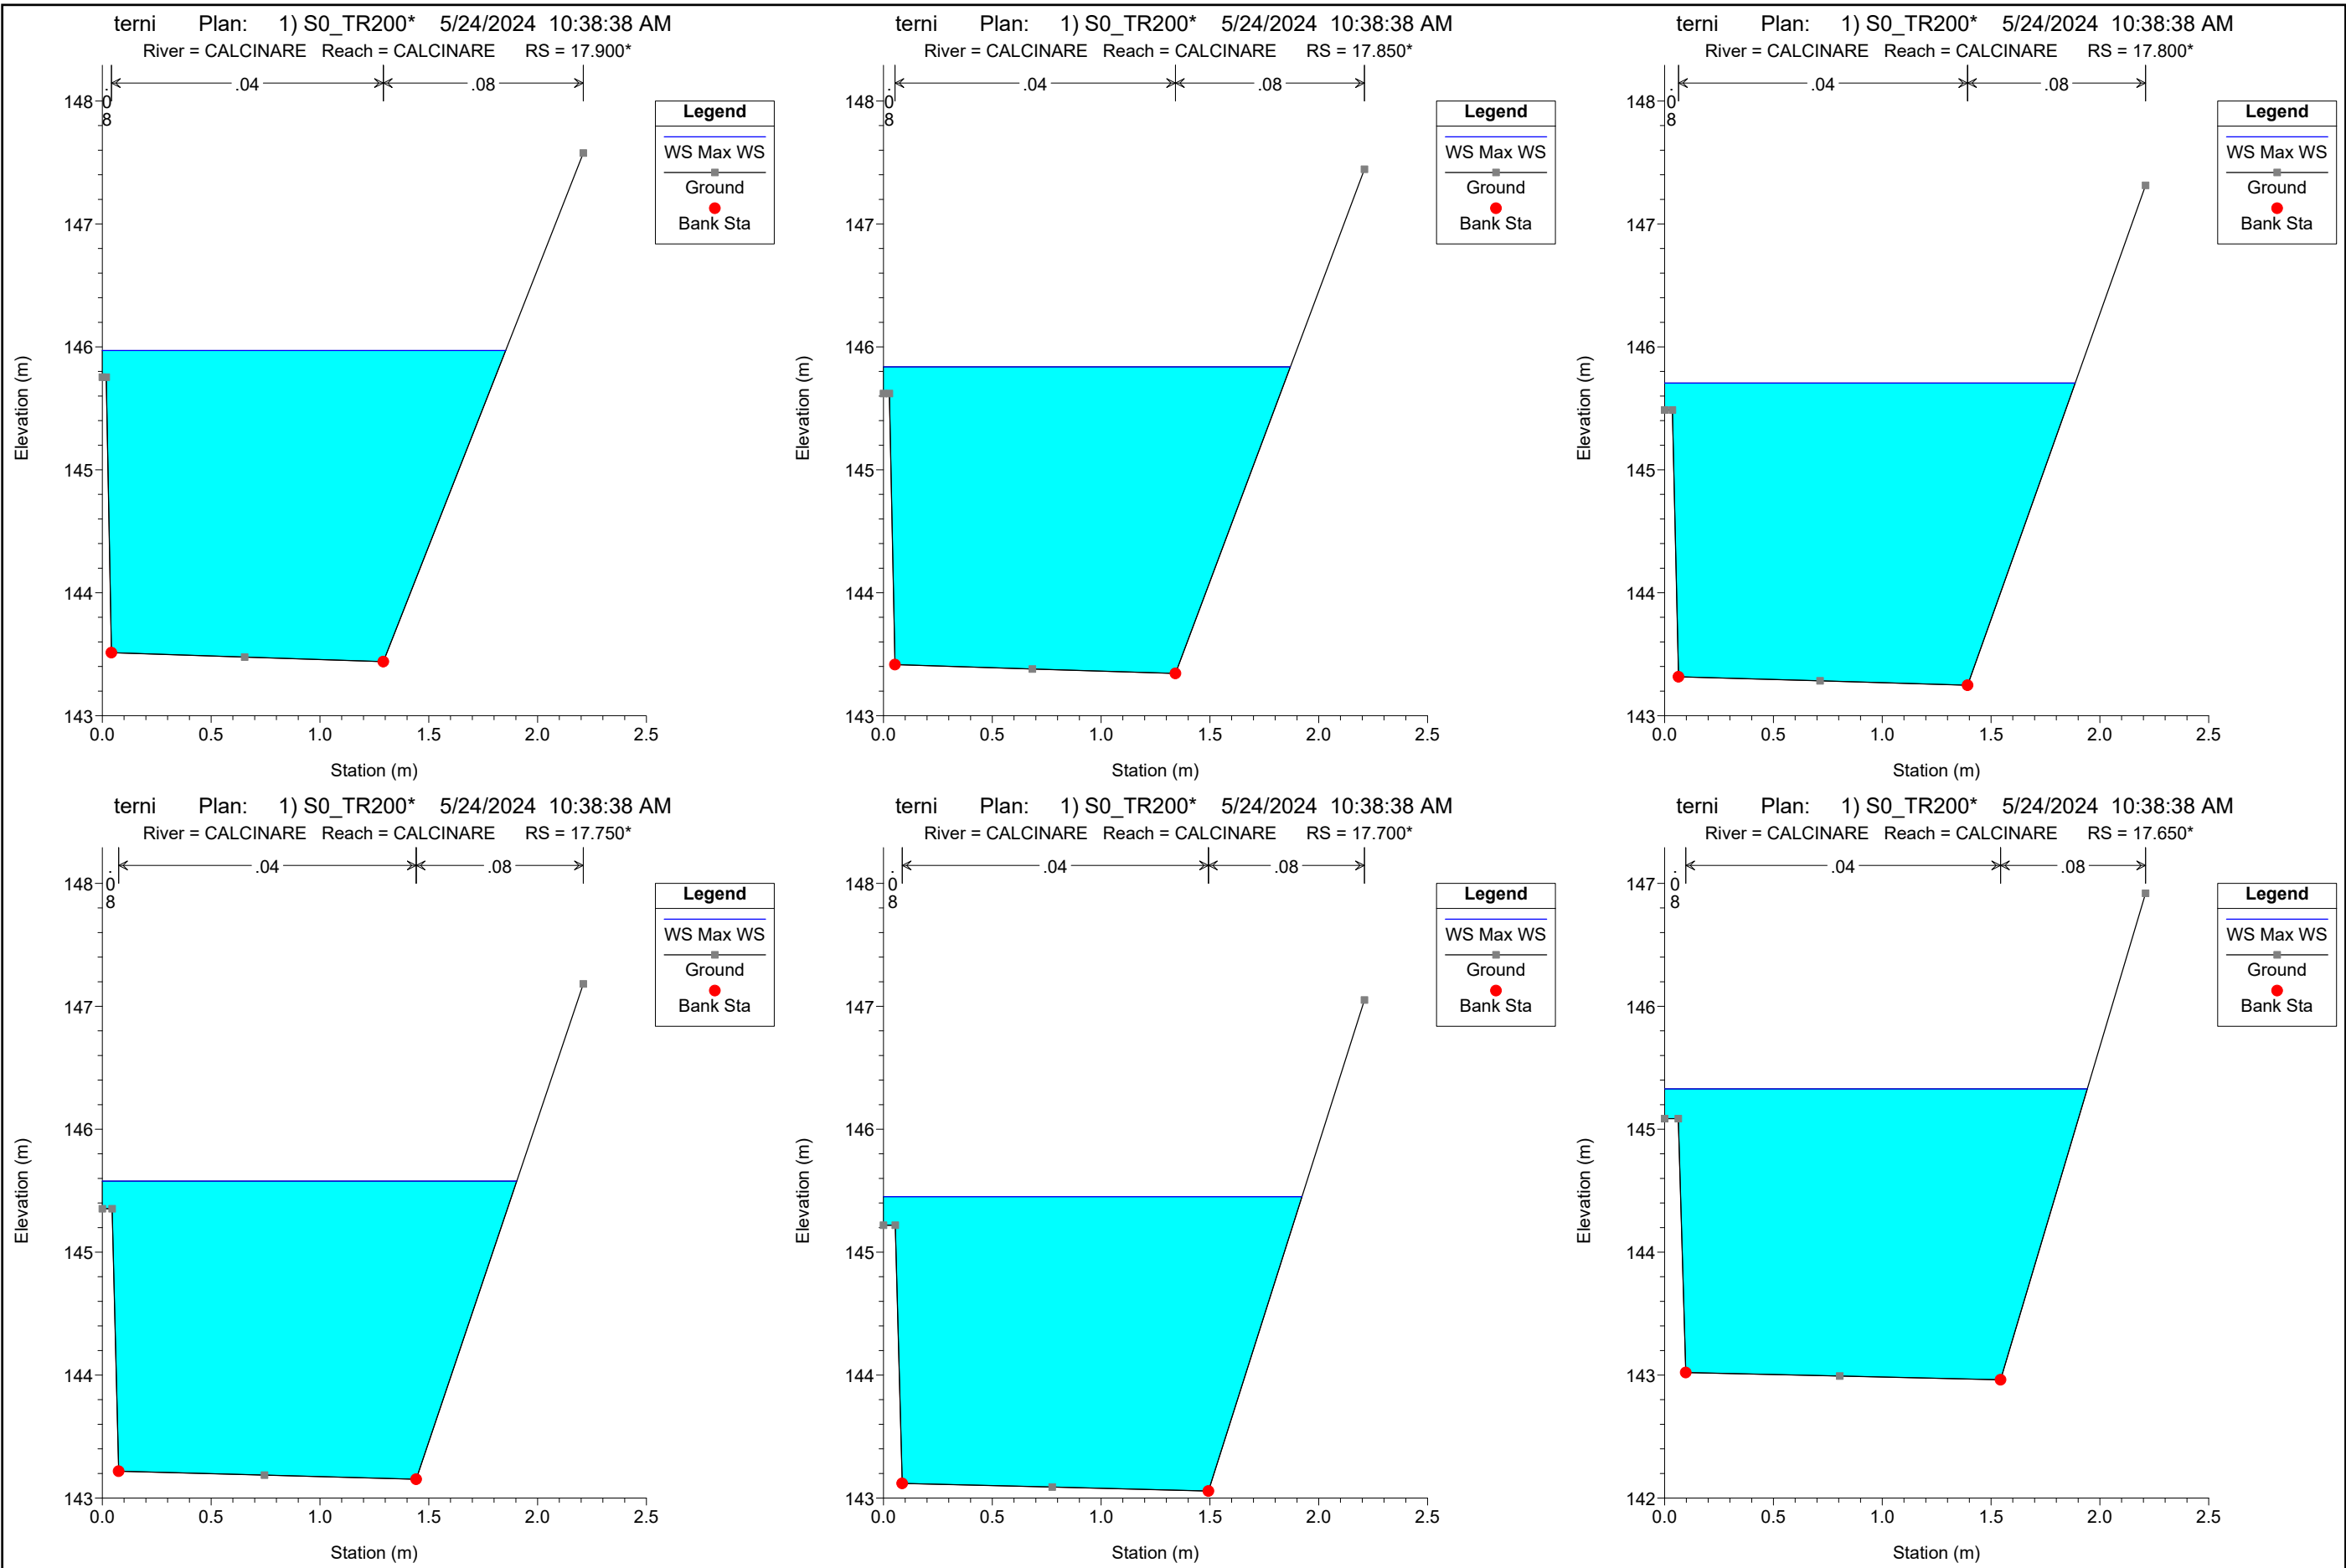 terni Plan: 1) S0_TR200* 5/24/2024 10:38:38 AM
River = CALCINARE Reach = CALCINARE RS = 17.900*
.08
.04
.08
148
147
146
145
144
143
0.0 0.5 1.0 1.5 2.0 2.5
Elevation (m)
Station (m)
Legend
WS Max WS
Ground
Bank Sta
terni Plan: 1) S0_TR200* 5/24/2024 10:38:38 AM
River = CALCINARE Reach = CALCINARE RS = 17.850*
.08
.04
.08
148
147
146
145
144
143
0.0 0.5 1.0 1.5 2.0 2.5
Elevation (m)
Station (m)
Legend
WS Max WS
Ground
Bank Sta
terni Plan: 1) S0_TR200* 5/24/2024 10:38:38 AM
River = CALCINARE Reach = CALCINARE RS = 17.800*
.08
.04
.08
148
147
146
145
144
143
0.0 0.5 1.0 1.5 2.0 2.5
Elevation (m)
Station (m)
Legend
WS Max WS
Ground
Bank Sta
terni Plan: 1) S0_TR200* 5/24/2024 10:38:38 AM
River = CALCINARE Reach = CALCINARE RS = 17.750*
.08
.04
.08
148
147
146
145
144
143
0.0 0.5 1.0 1.5 2.0 2.5
Elevation (m)
Station (m)
Legend
WS Max WS
Ground
Bank Sta
terni Plan: 1) S0_TR200* 5/24/2024 10:38:38 AM
River = CALCINARE Reach = CALCINARE RS = 17.700*
.08
.04
.08
148
147
146
145
144
143
0.0 0.5 1.0 1.5 2.0 2.5
Elevation (m)
Station (m)
Legend
WS Max WS
Ground
Bank Sta
terni Plan: 1) S0_TR200* 5/24/2024 10:38:38 AM
River = CALCINARE Reach = CALCINARE RS = 17.650*
.08
.04
.08
147
146
145
144
143
142
0.0 0.5 1.0 1.5 2.0 2.5
Elevation (m)
Station (m)
Legend
WS Max WS
Ground
Bank Sta